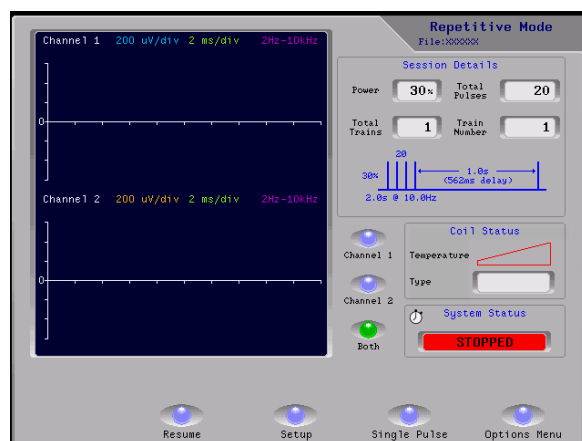 Repetitive Mode
File:XXXXXX
Channel 1 200 uV/div 2 ms/div 2Hz-10kHz
0
Channel 2 200 uV/div 2 ms/div 2Hz-10kHz
0
Session Details
Power 30% Total Pulses 20
Total Trains 1 Train Number 1
20
30%
1.0s
(562ms delay)
2.0s @ 10.0Hz
Channel 1
Channel 2
Both
Coil Status
Temperature
Type
System Status
STOPPED
Resume Setup Single Pulse Options Menu